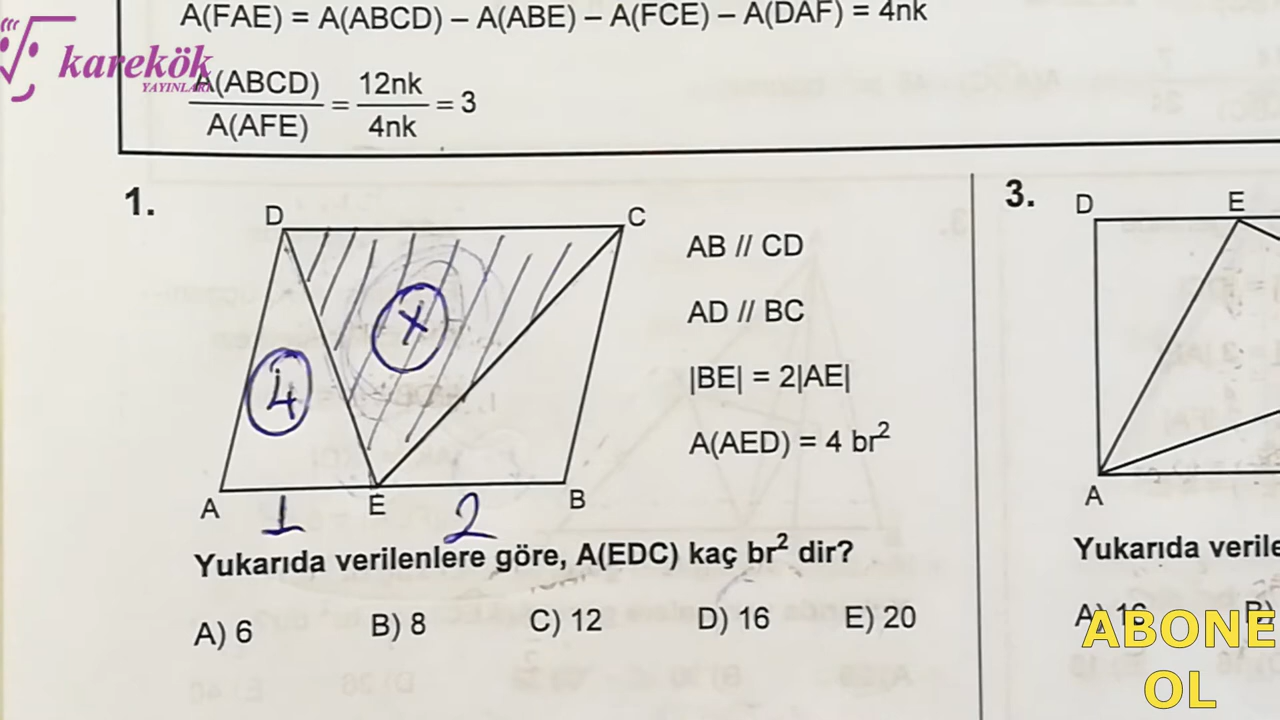 A(FAE) = A(ABCD) – A(ABE) – A(FCE) – A(DAF) = 4nk
karekök
YAYINLARI
A(ABCD)/A(AFE) = 12nk/4nk = 3
1.
D C
AB // CD
AD // BC
|BE| = 2|AE|
A(AED) = 4 br²
4
X
A E B
1 2
Yukarıda verilenlere göre, A(EDC) kaç br² dir?
A) 6 B) 8 C) 12 D) 16 E) 20
3.
D E
A
Yukarıda
A) 16 B)
ABONE
OL